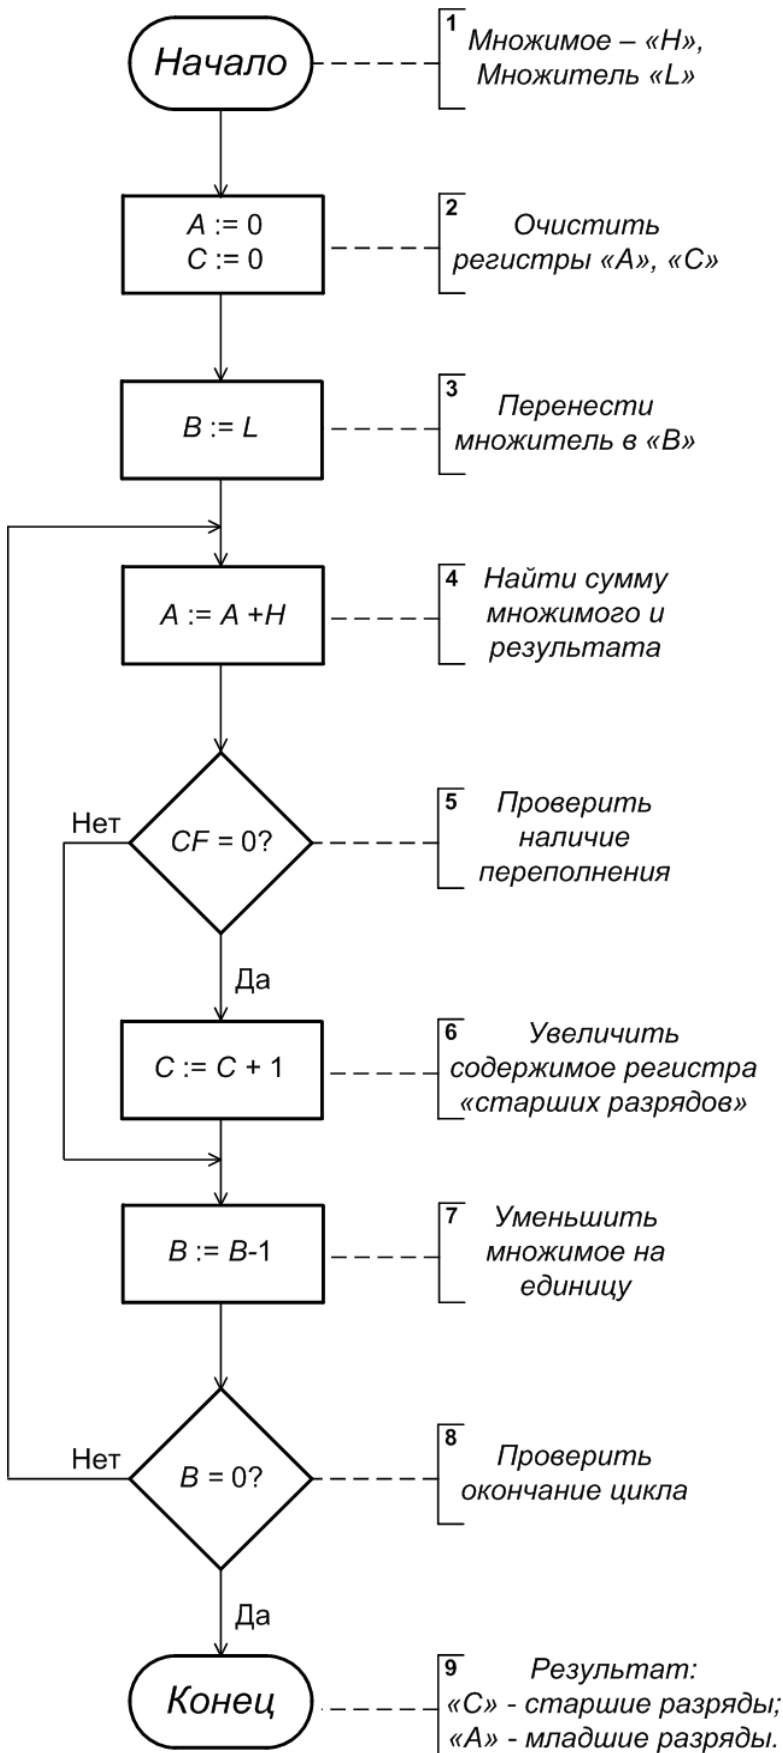 Начало
1
Множимое – «H»,
Множитель «L»
A := 0
C := 0
2
Очистить
регистры «A», «C»
B := L
3
Перенести
множитель в «B»
A := A +H
4
Найти сумму
множимого и
результата
Нет
CF = 0?
5
Проверить
наличие
переполнения
Да
C := C + 1
6
Увеличить
содержимое регистра
«старших разрядов»
B := B-1
7
Уменьшить
множимое на
единицу
Нет
B = 0?
8
Проверить
окончание цикла
Да
Конец
9
Результат:
«C» - старшие разряды;
«A» - младшие разряды.